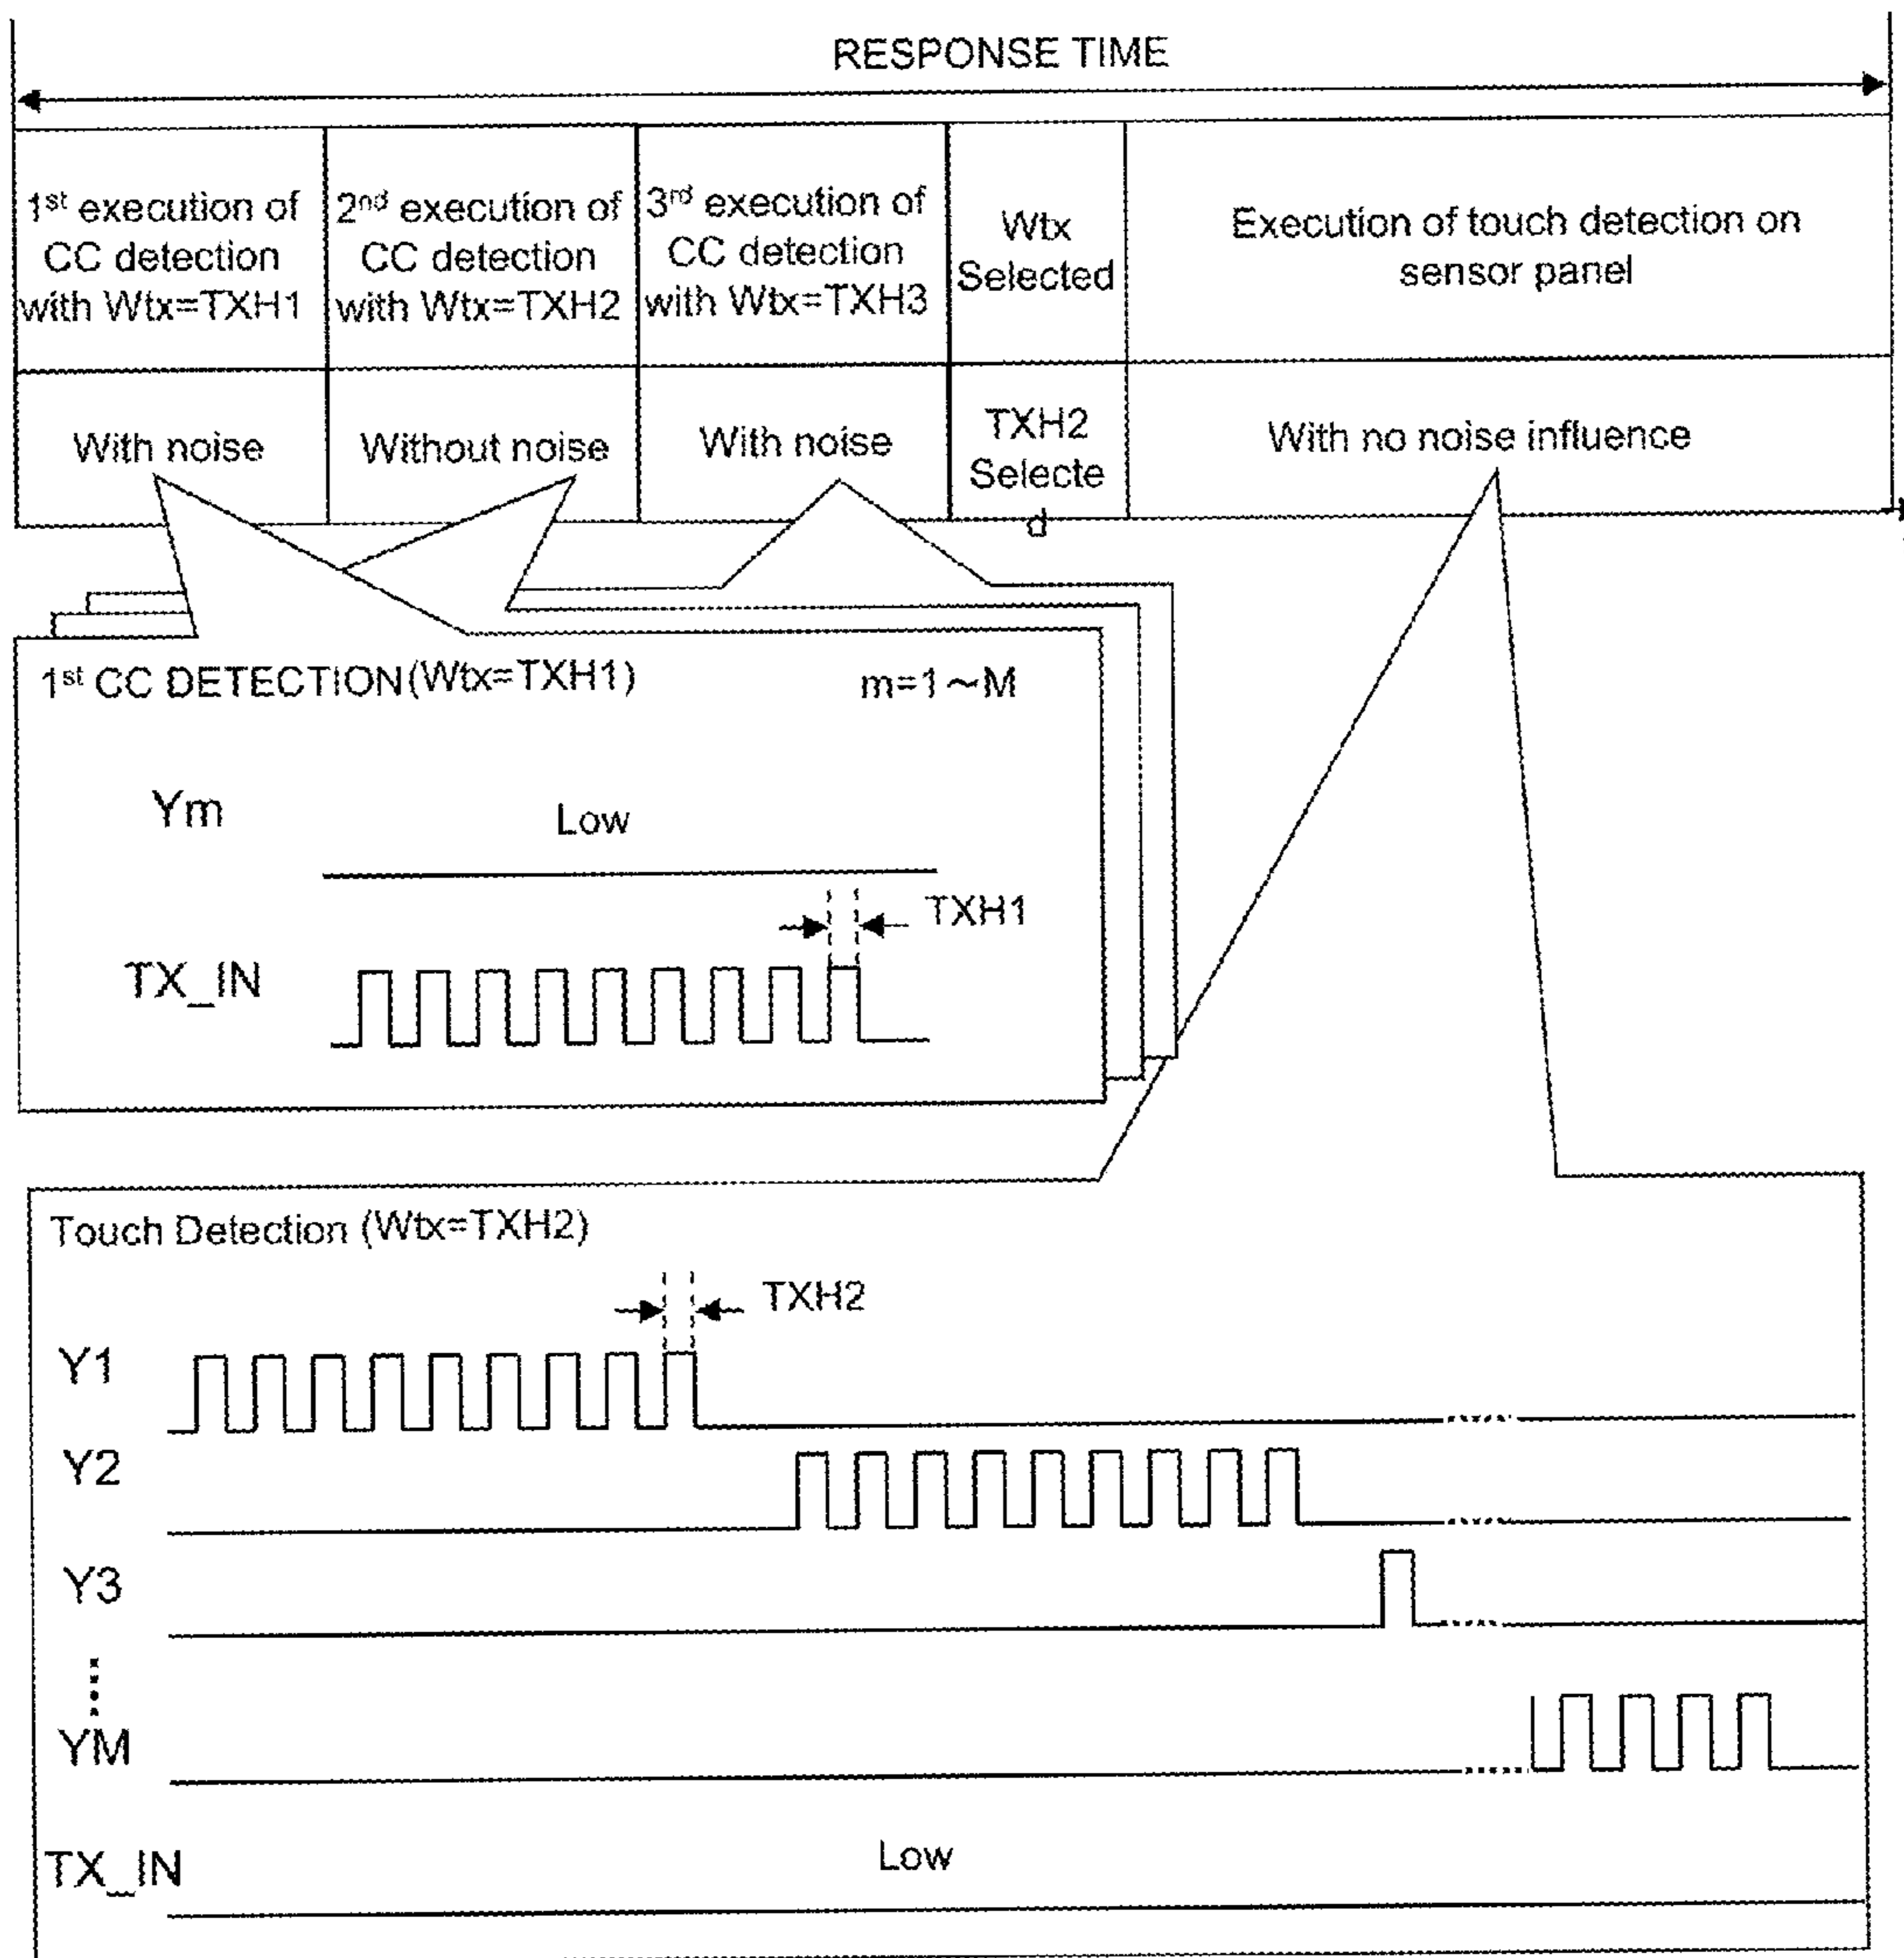 RESPONSE TIME
1st execution of
CC detection
with Wtx=TXH1
2nd execution of
CC detection
with Wtx=TXH2
3rd execution of
CC detection
with Wtx=TXH3
Wtx
Selected
Execution of touch detection on
sensor panel
With noise
Without noise
With noise
TXH2
Selecte
d
With no noise influence
1st CC DETECTION(Wtx=TXH1)
m=1~M
Ym
Low
TXH1
TX_IN
Touch Detection (Wtx=TXH2)
TXH2
Y1
Y2
Y3
YM
TX_IN
Low